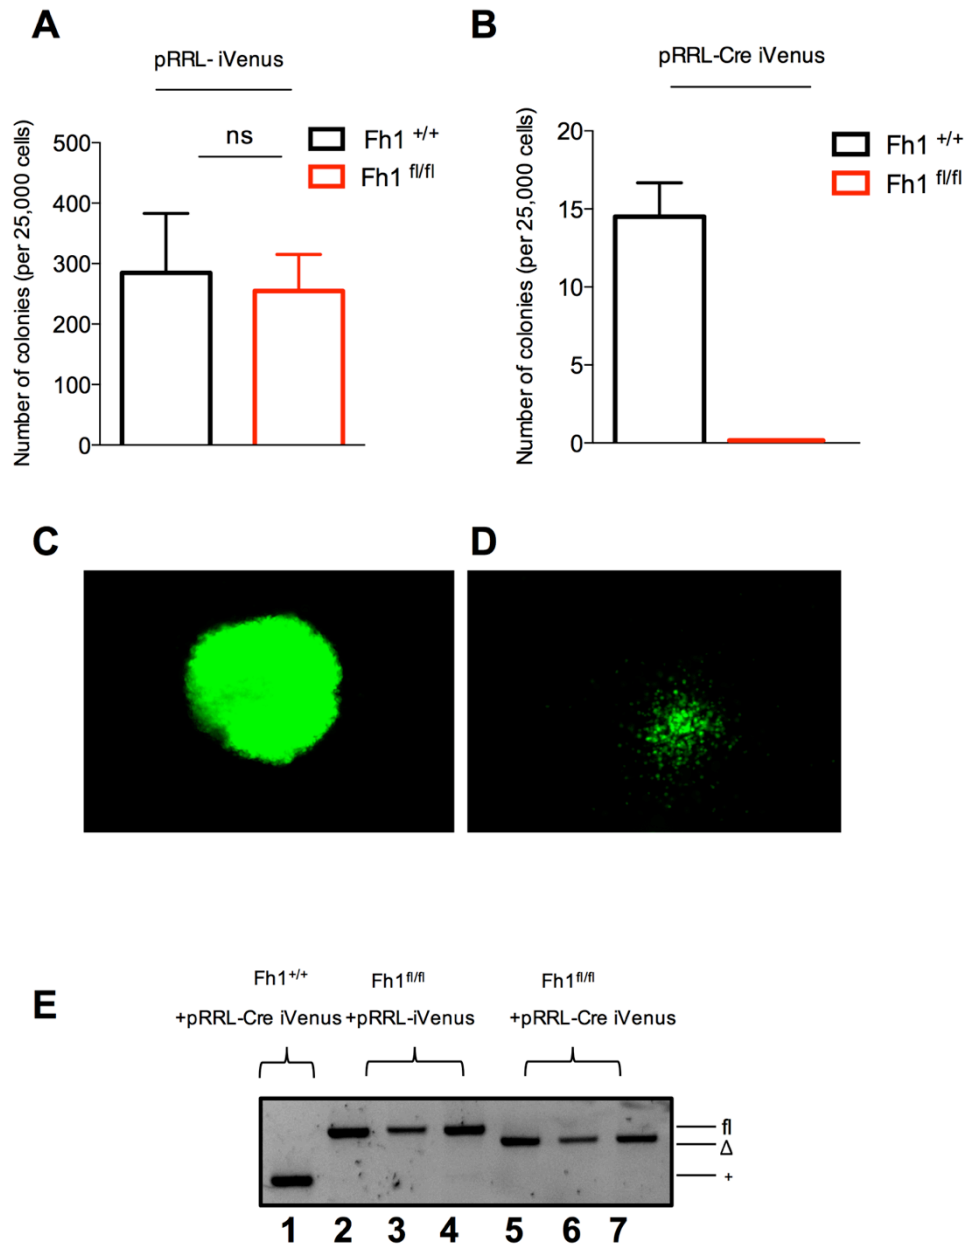 A
pRRL- iVenus
ns
Fh1 +/+
Fh1 fl/fl
Number of colonies (per 25,000 cells)
500
400
300
200
100
0
B
pRRL-Cre iVenus
Fh1 +/+
Fh1 fl/fl
Number of colonies (per 25,000 cells)
20
15
10
5
0
C
D
E
Fh1+/+ Fh1fl/fl Fh1fl/fl
+pRRL-Cre iVenus +pRRL-iVenus +pRRL-Cre iVenus
fl
Δ
+
1 2 3 4 5 6 7